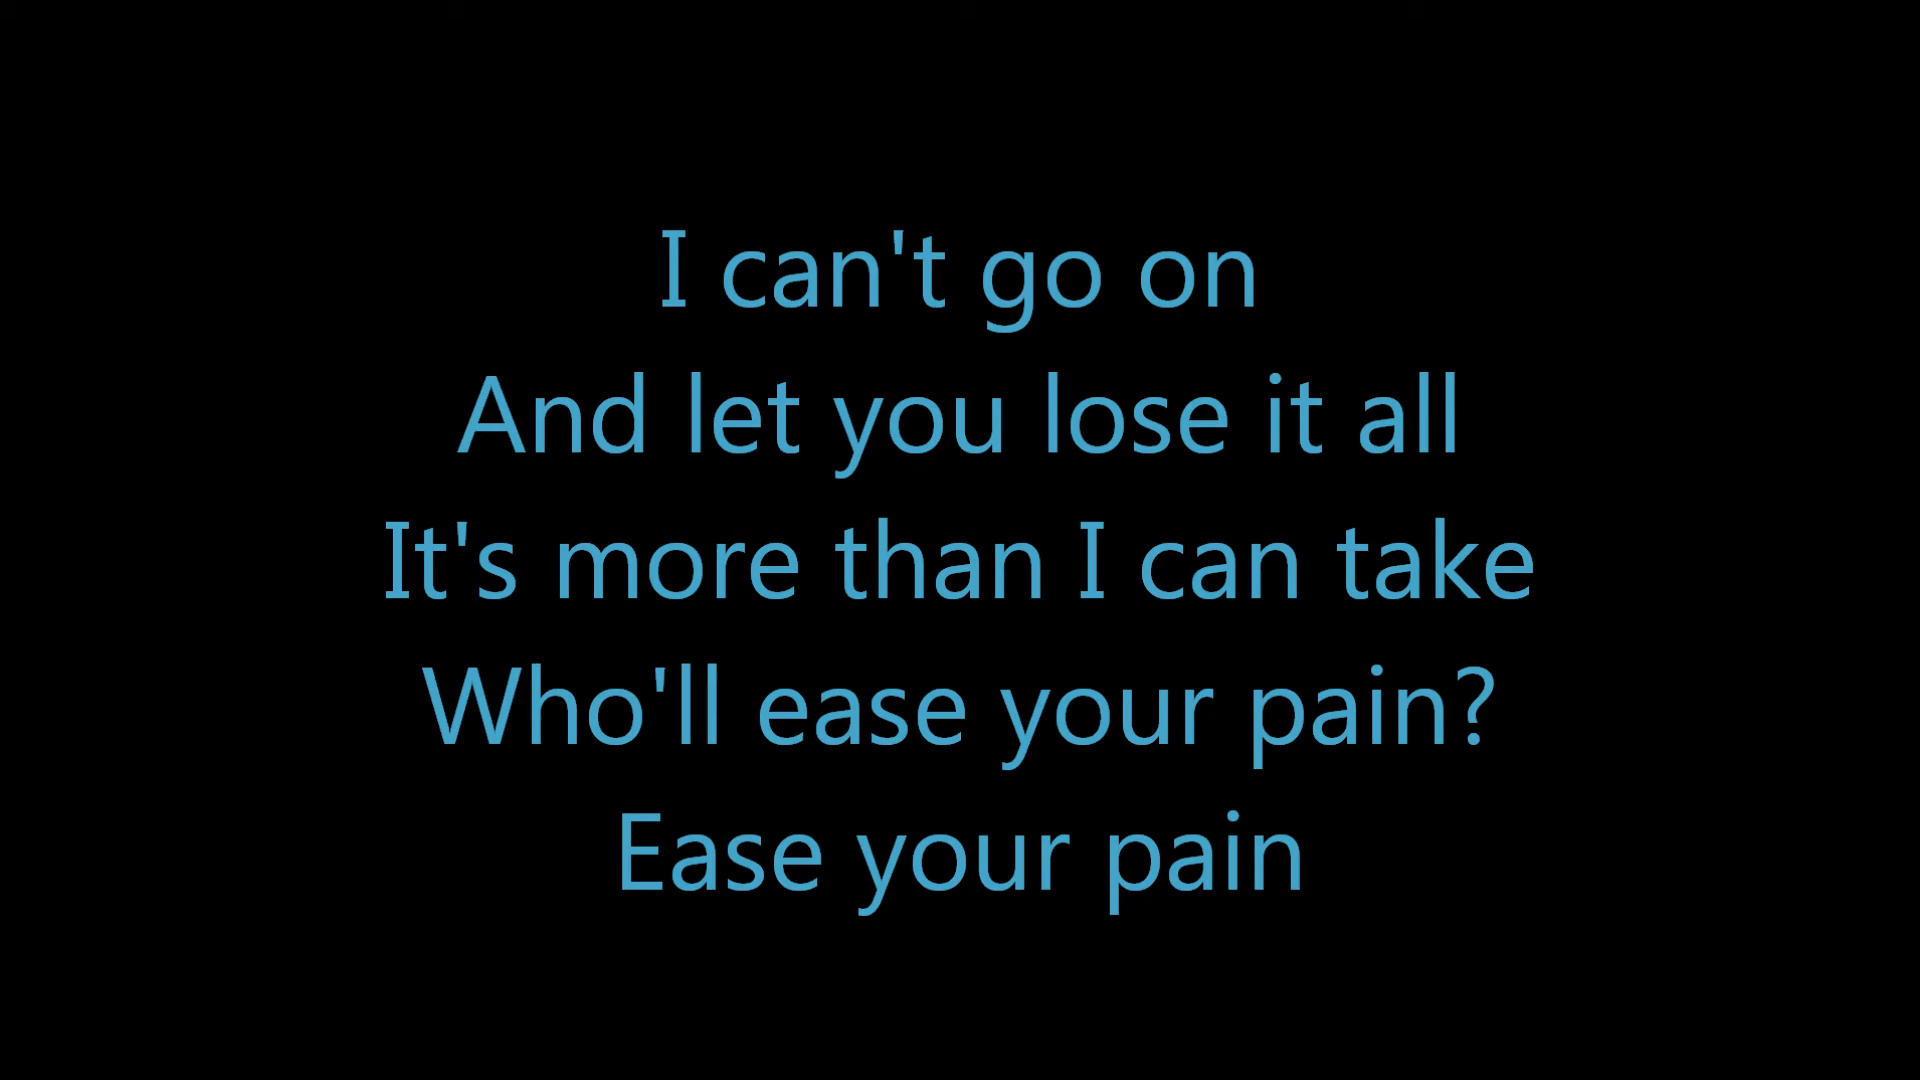 I can't go on
And let you lose it all
It's more than I can take
Who'll ease your pain?
Ease your pain